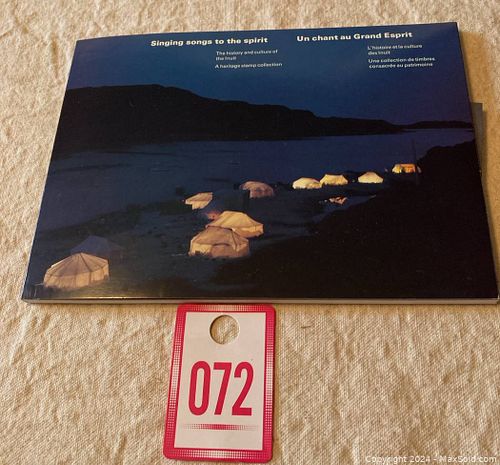 Singing songs to the spirit
The history and culture of
the Inuit
A heritage stamp collection
Un chant au Grand Esprit
L'histoire et la culture
des Inuit
Une collection de timbres
consacrée au patrimoine
072
Copyright 2024 - MaxSold.com